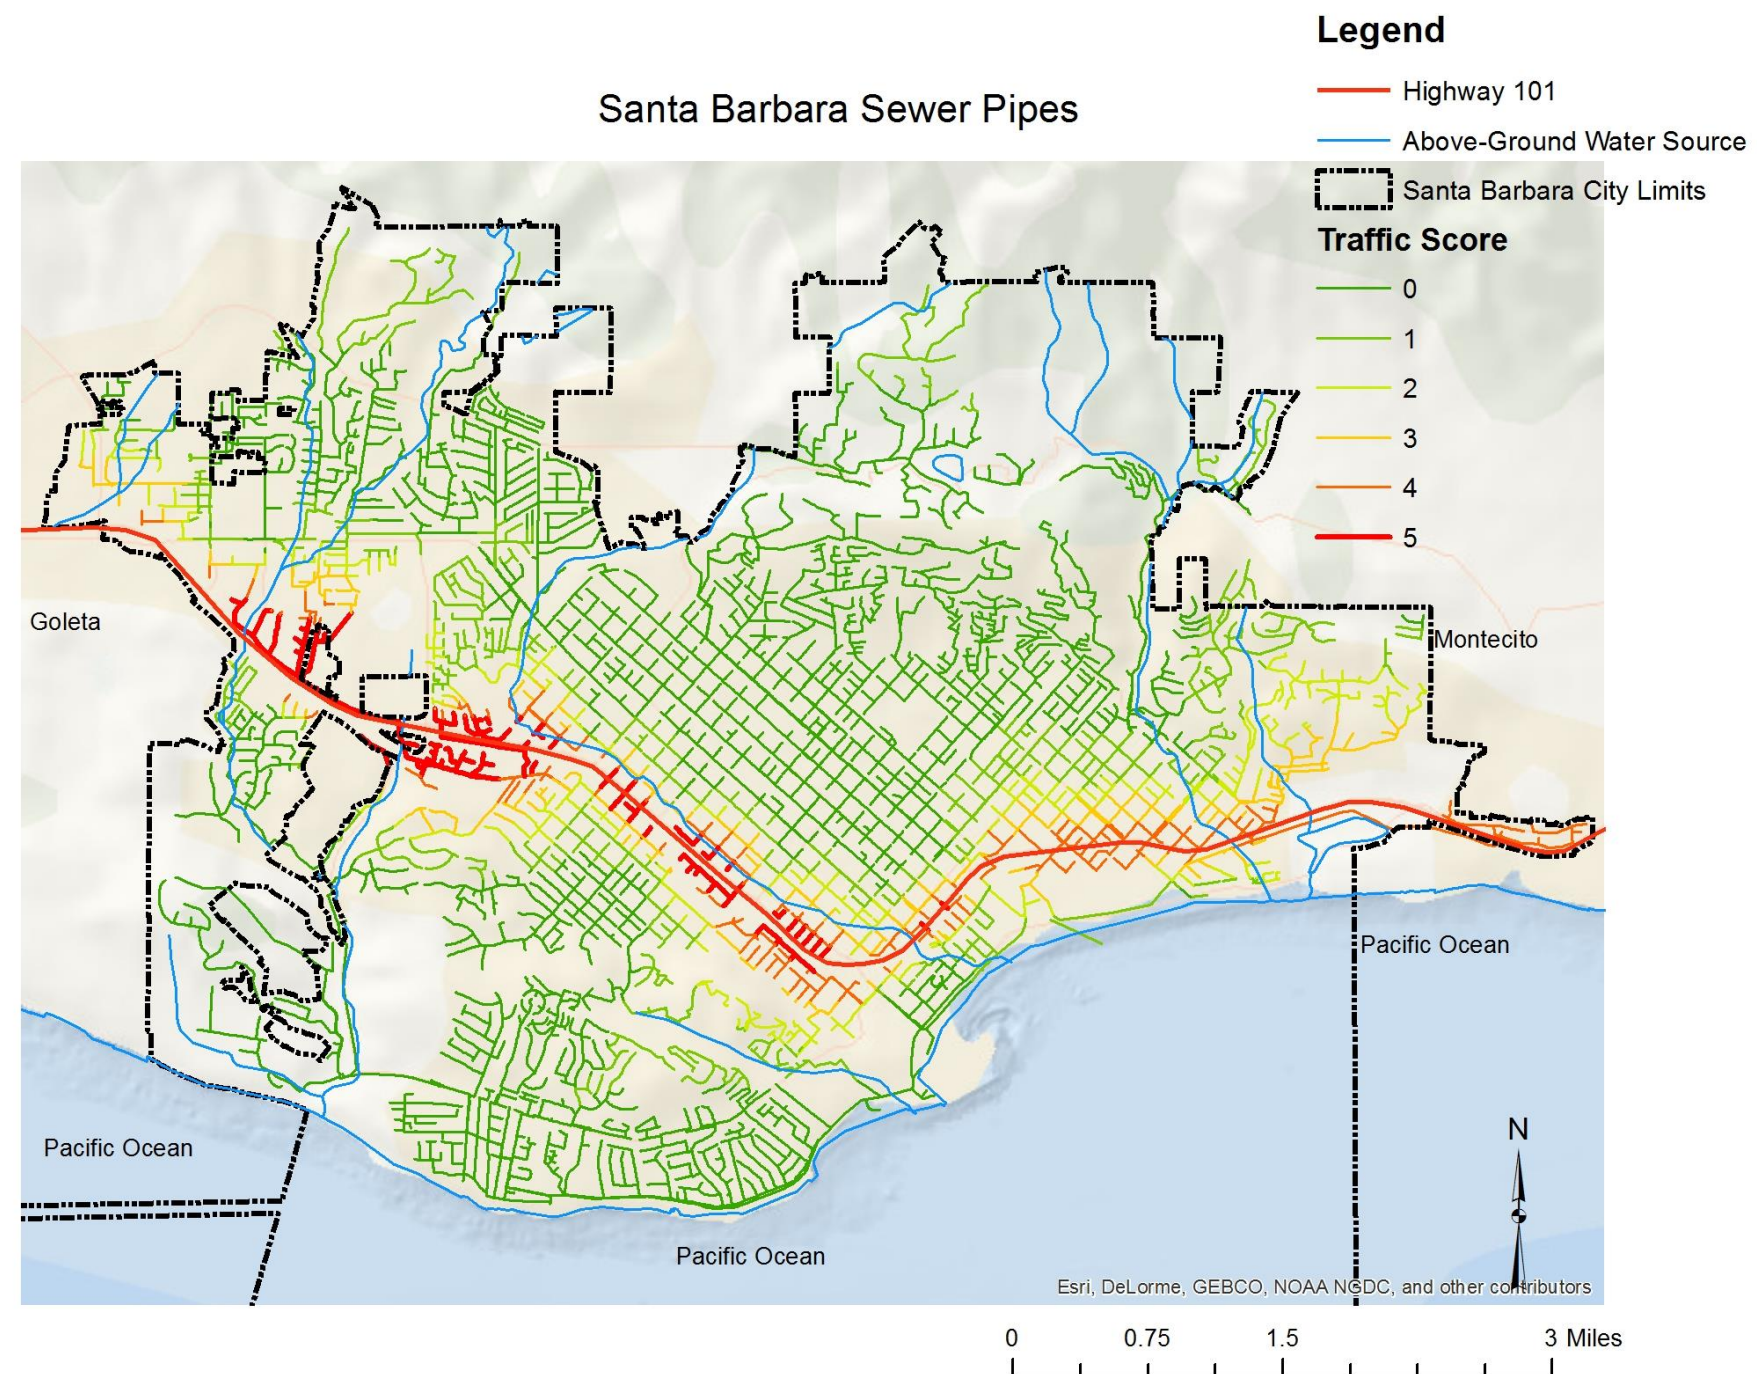 Legend
Highway 101
Santa Barbara Sewer Pipes
Above-Ground Water Source
Santa Barbara City Limits
Traffic Score
0
1
2
3
4
5
Goleta
Montecito
Pacific Ocean
Pacific Ocean
Pacific Ocean
N
Esri, DeLorme, GEBCO, NOAA NGDC, and other contributors
0 0.75 1.5 3 Miles